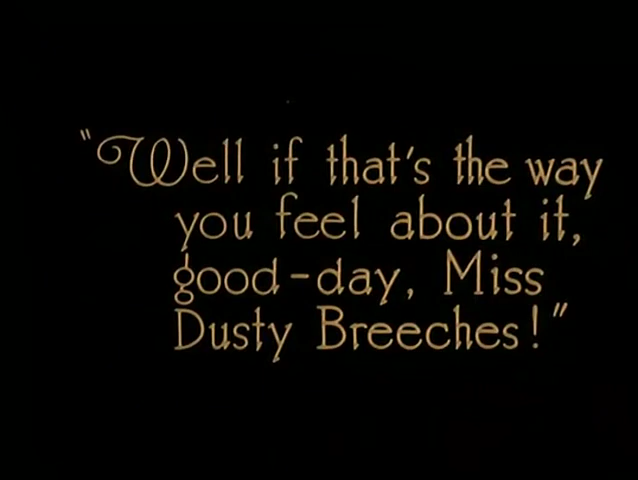 "Well if that's the way
you feel about it,
good-day, Miss
Dusty Breeches!"